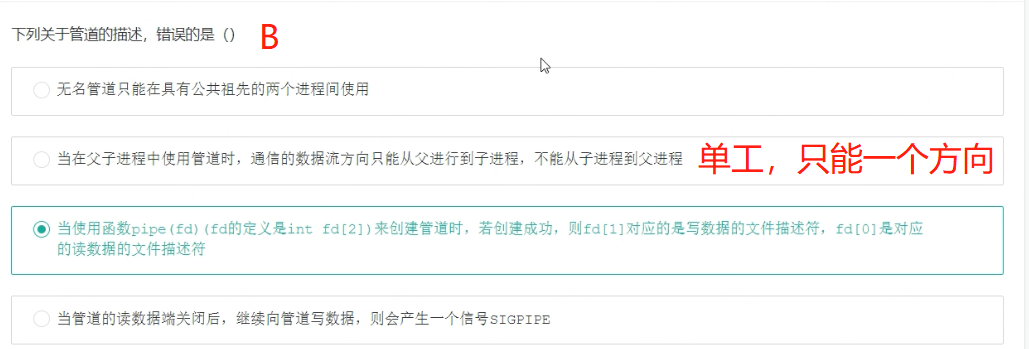 下列关于管道的描述，错误的是（） B
无名管道只能在具有公共祖先的两个进程间使用
当在父子进程中使用管道时，通信的数据流方向只能从父进行到子进程，不能从子进程到父进程 单工，只能一个方向
当使用函数pipe(fd)(fd的定义是int fd[2])来创建管道时，若创建成功，则fd[1]对应的是写数据的文件描述符，fd[0]是对应
的读数据的文件描述符
当管道的读数据端关闭后，继续向管道写数据，则会产生一个信号SIGPIPE